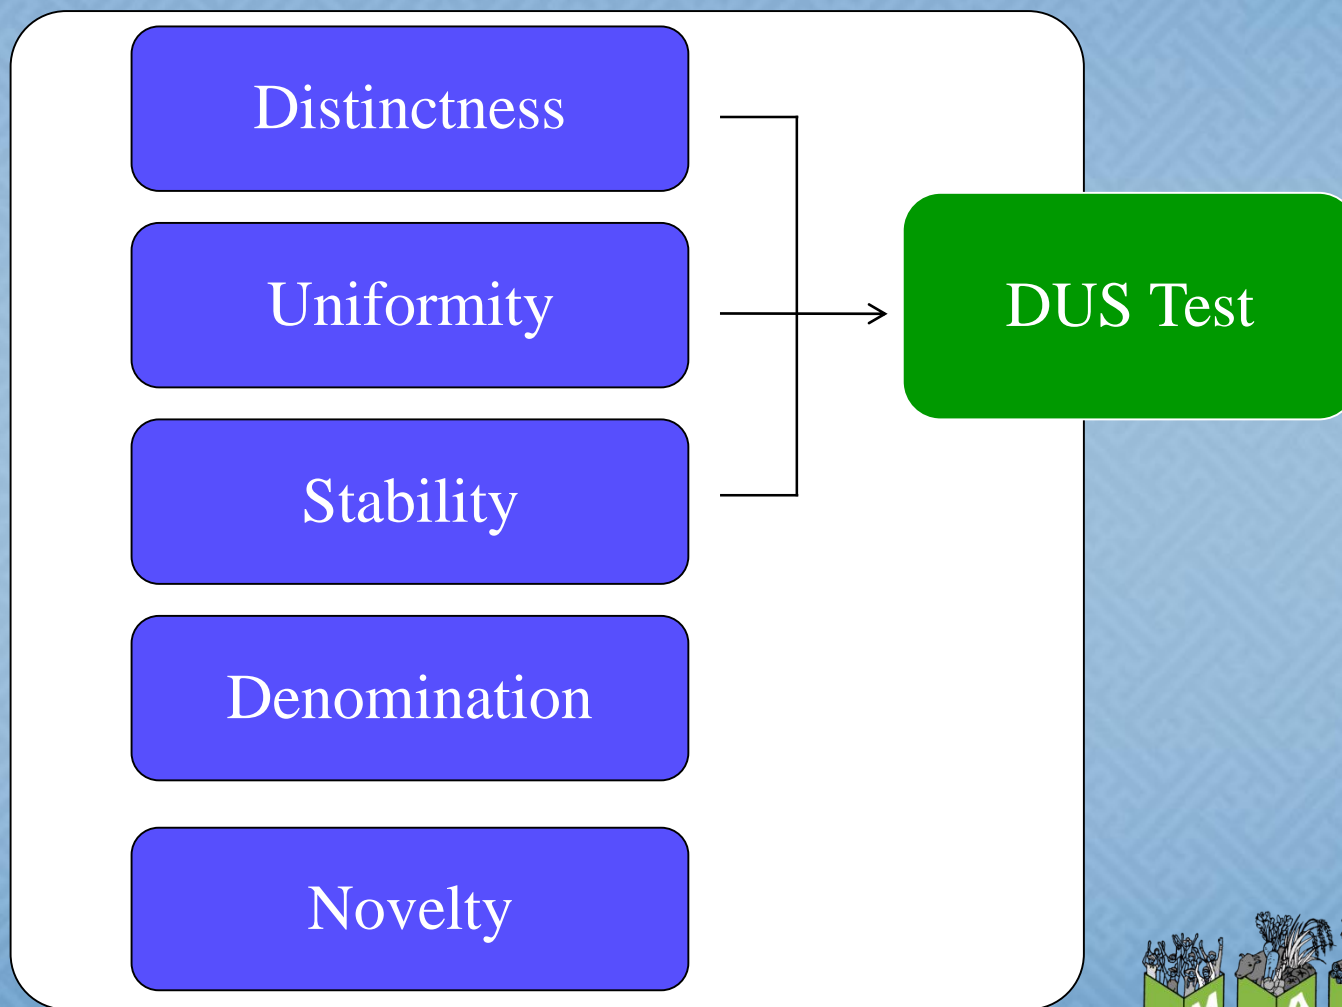 Distinctness
Uniformity
DUS Test
Stability
Denomination
Novelty